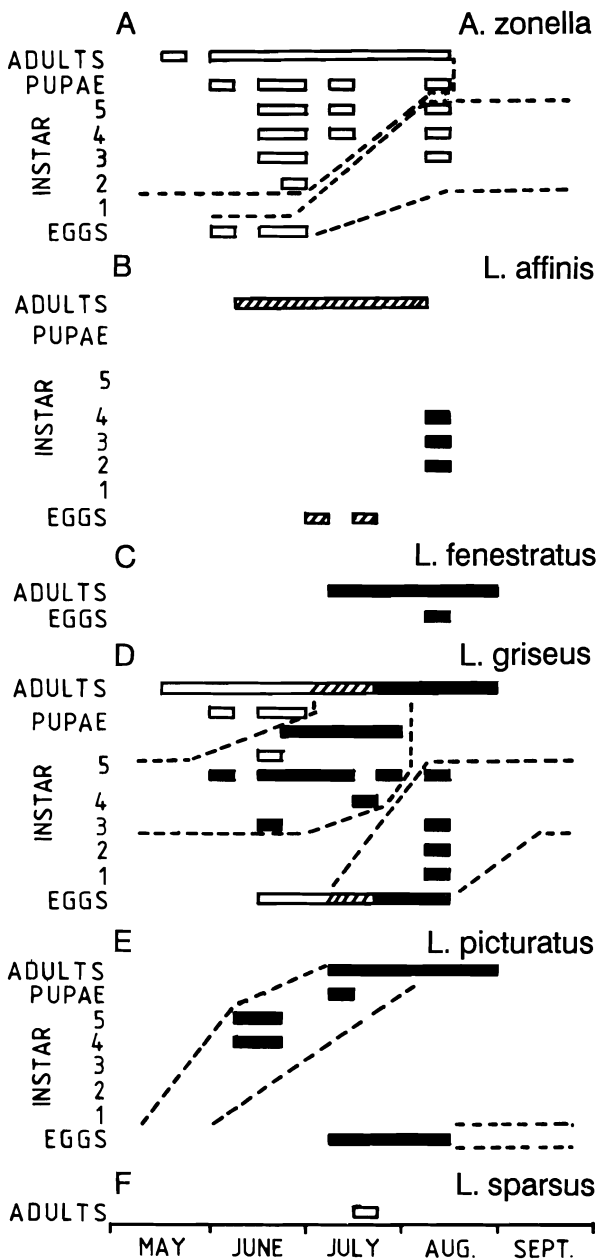 A A. zonella
ADULTS
PUPAE
5
4
INSTAR
3
2
1
EGGS
B L. affinis
ADULTS
PUPAE
5
INSTAR
4
3
2
1
EGGS
C L. fenestratus
ADULTS
EGGS
D L. griseus
ADULTS
PUPAE
5
INSTAR
4
3
2
1
EGGS
E L. picturatus
ADULTS
PUPAE
5
INSTAR
4
3
2
1
EGGS
F L. sparsus
ADULTS
MAY JUNE JULY AUG. SEPT.